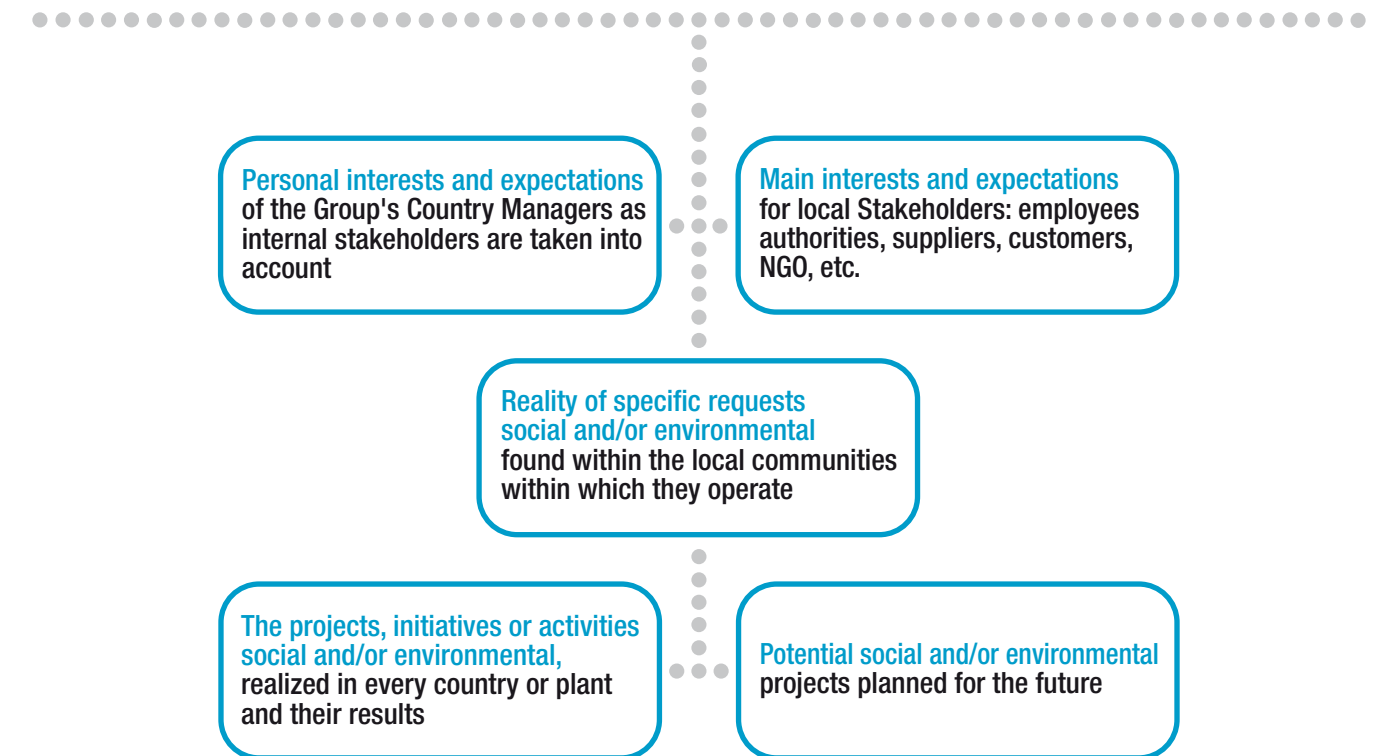 Personal interests and expectations
of the Group's Country Managers as
internal stakeholders are taken into
account
Main interests and expectations
for local Stakeholders: employees
authorities, suppliers, customers,
NGO, etc.
Reality of specific requests
social and/or environmental
found within the local communities
within which they operate
The projects, initiatives or activities
social and/or environmental,
realized in every country or plant
and their results
Potential social and/or environmental
projects planned for the future